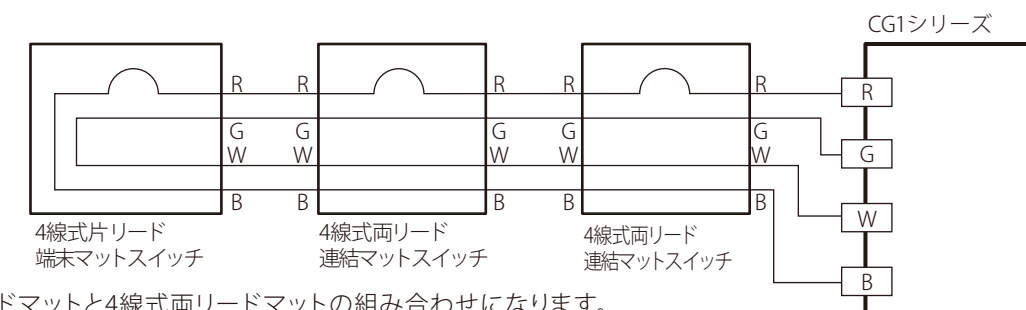 CG1シリーズ
R R R R R R
G G G G G G
W W W W W W
B B B B B B
4線式片リード
端末マットスイッチ
4線式両リード
連結マットスイッチ
4線式両リード
連結マットスイッチ
ドマットと4線式両リードマットの組み合わせになります。